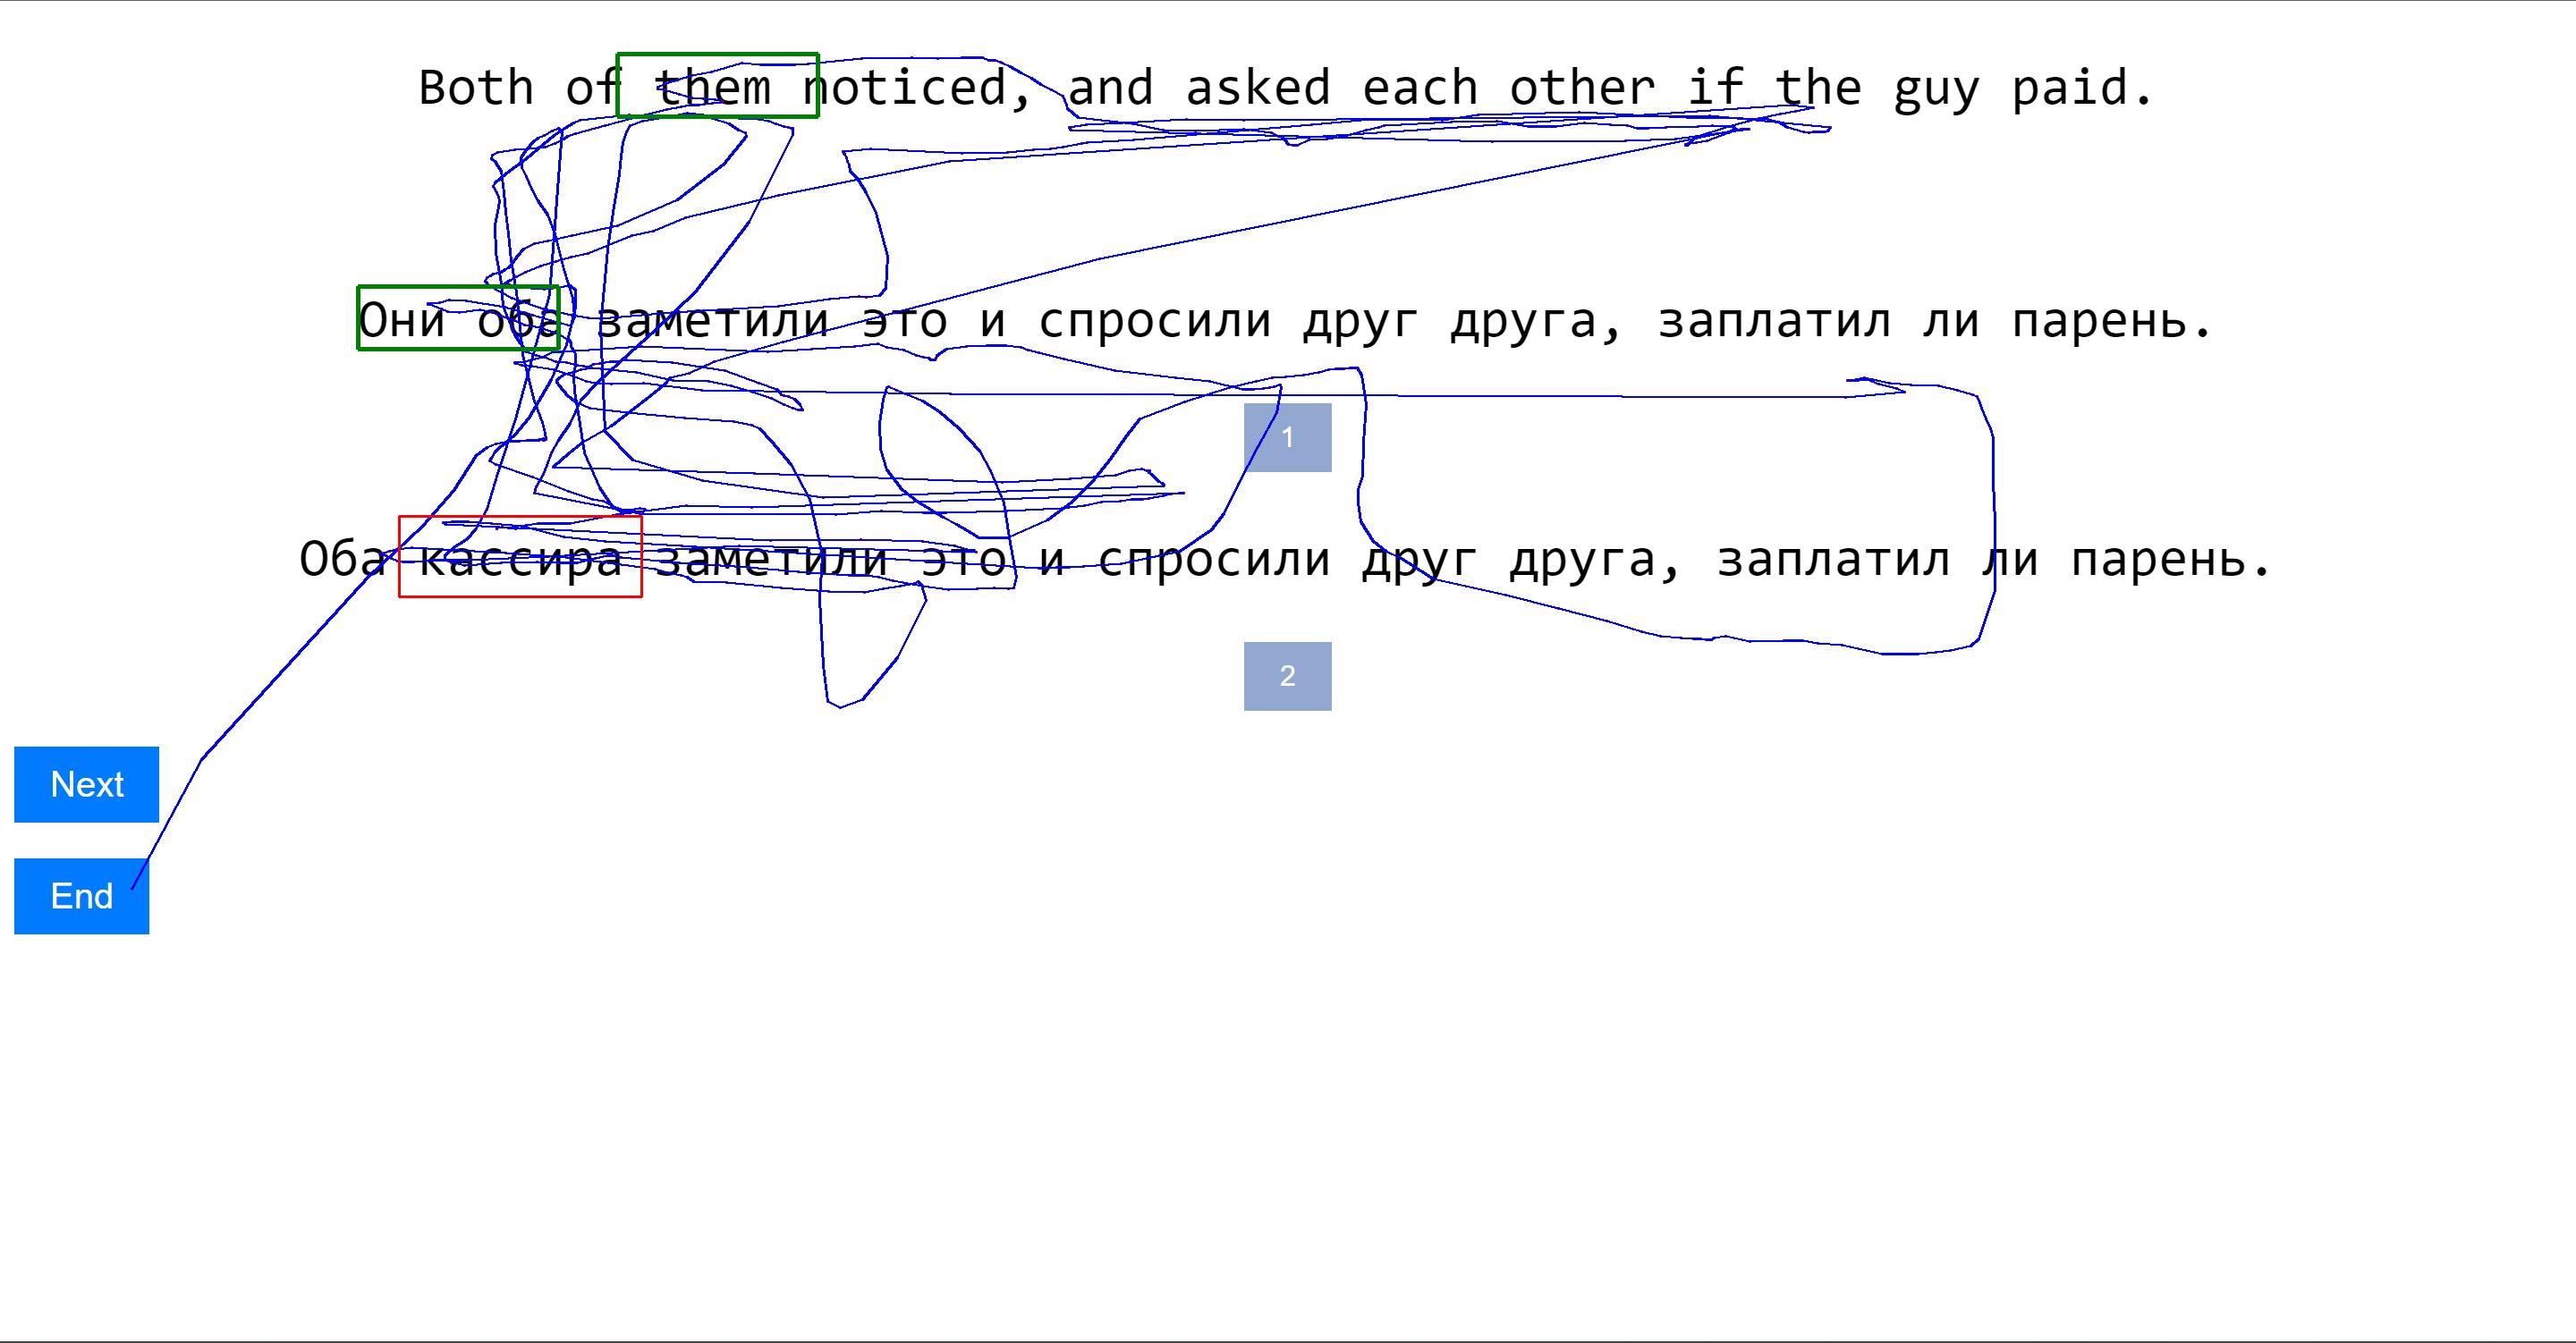 Both of them noticed, and asked each other if the guy paid.
Они оба заметили это и спросили друг друга, заплатил ли парень.
1
Оба кассира заметили это и спросили друг друга, заплатил ли парень.
2
Next
End